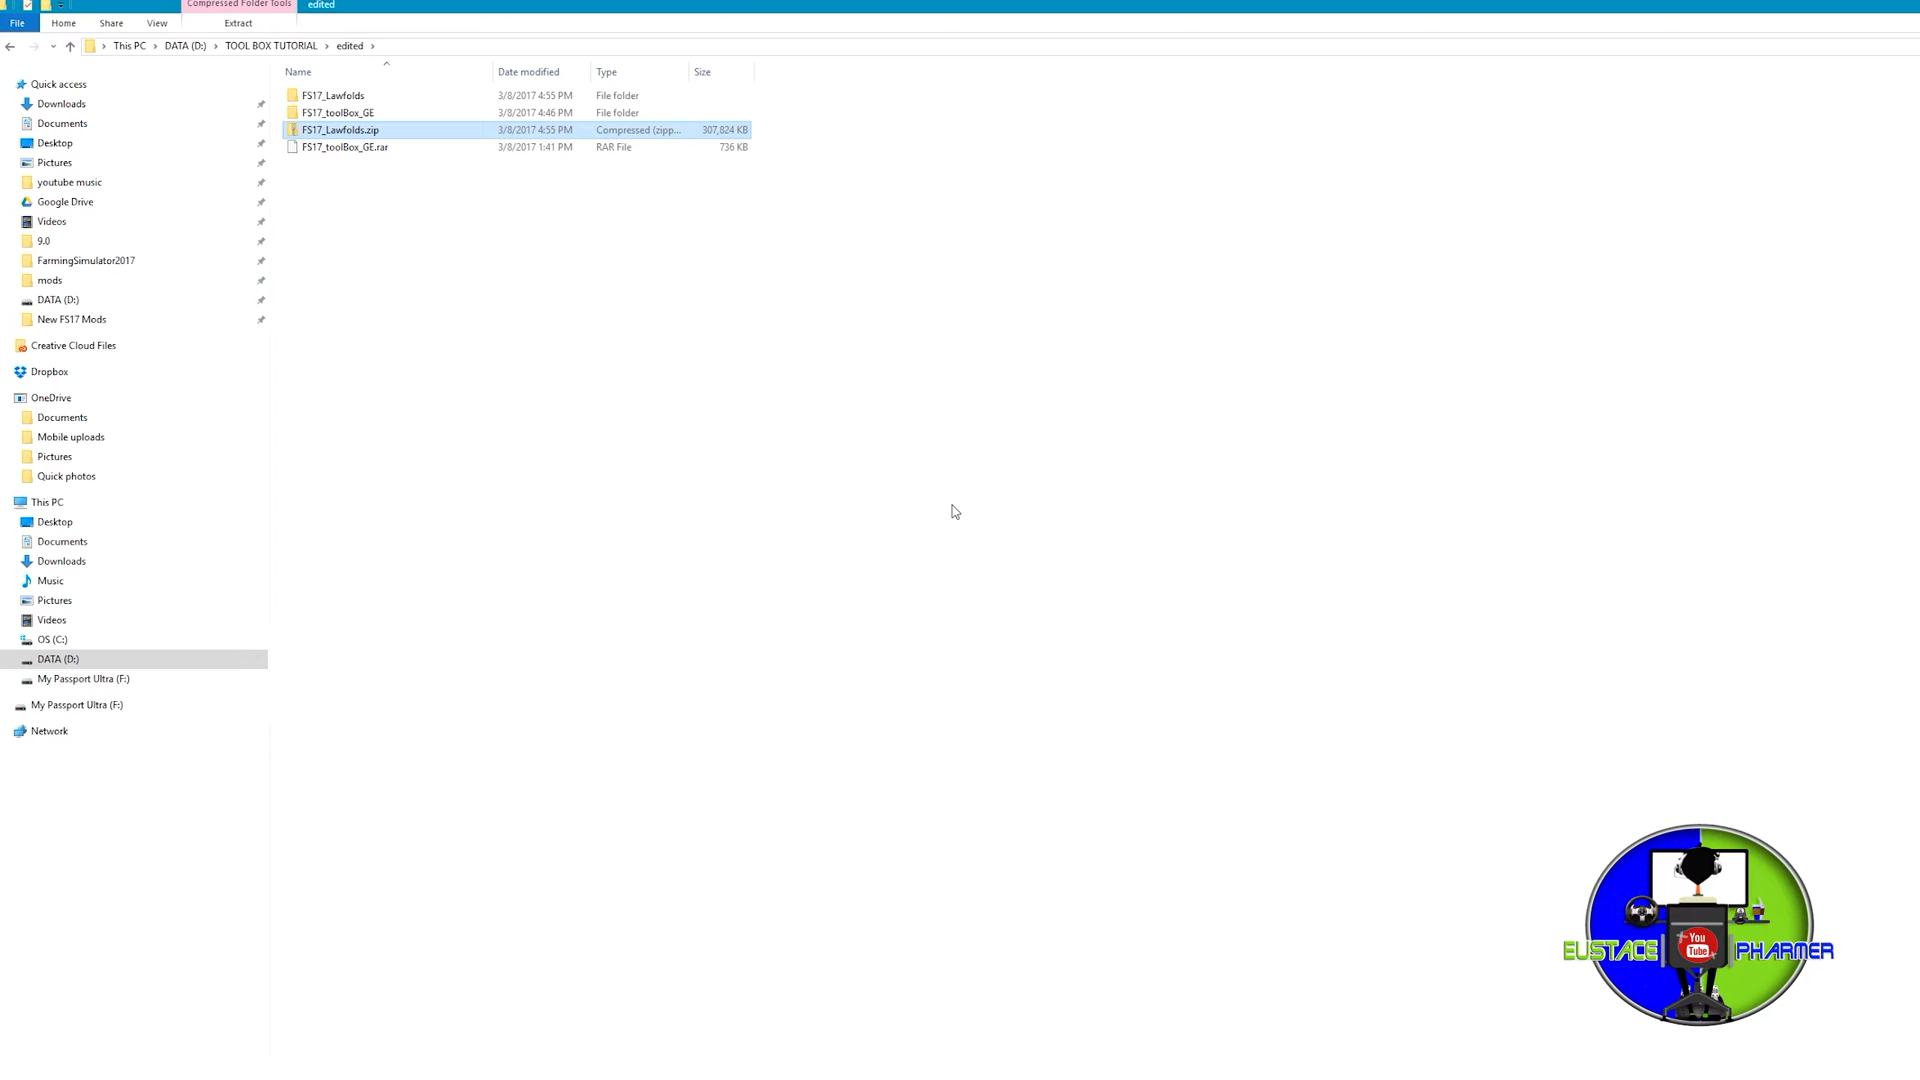 Compressed Folder Tools
edited
File
Home
Share
View
Extract
This PC
DATA (D:)
TOOL BOX TUTORIAL
edited
Name
Date modified
Type
Size
FS17_Lawfolds
3/8/2017 4:55 PM
File folder
FS17_toolBox_GE
3/8/2017 4:46 PM
File folder
FS17_Lawfolds.zip
3/8/2017 4:55 PM
Compressed (zipp...
307,824 KB
FS17_toolBox_GE.rar
3/8/2017 1:41 PM
RAR File
736 KB
Quick access
Downloads
Documents
Desktop
Pictures
youtube music
Google Drive
Videos
9.0
FarmingSimulator2017
mods
DATA (D:)
New FS17 Mods
Creative Cloud Files
Dropbox
OneDrive
Documents
Mobile uploads
Pictures
Quick photos
This PC
Desktop
Documents
Downloads
Music
Pictures
Videos
OS (C:)
DATA (D:)
My Passport Ultra (F:)
My Passport Ultra (F:)
Network
EUSTACE
You
Tube
PHARMER